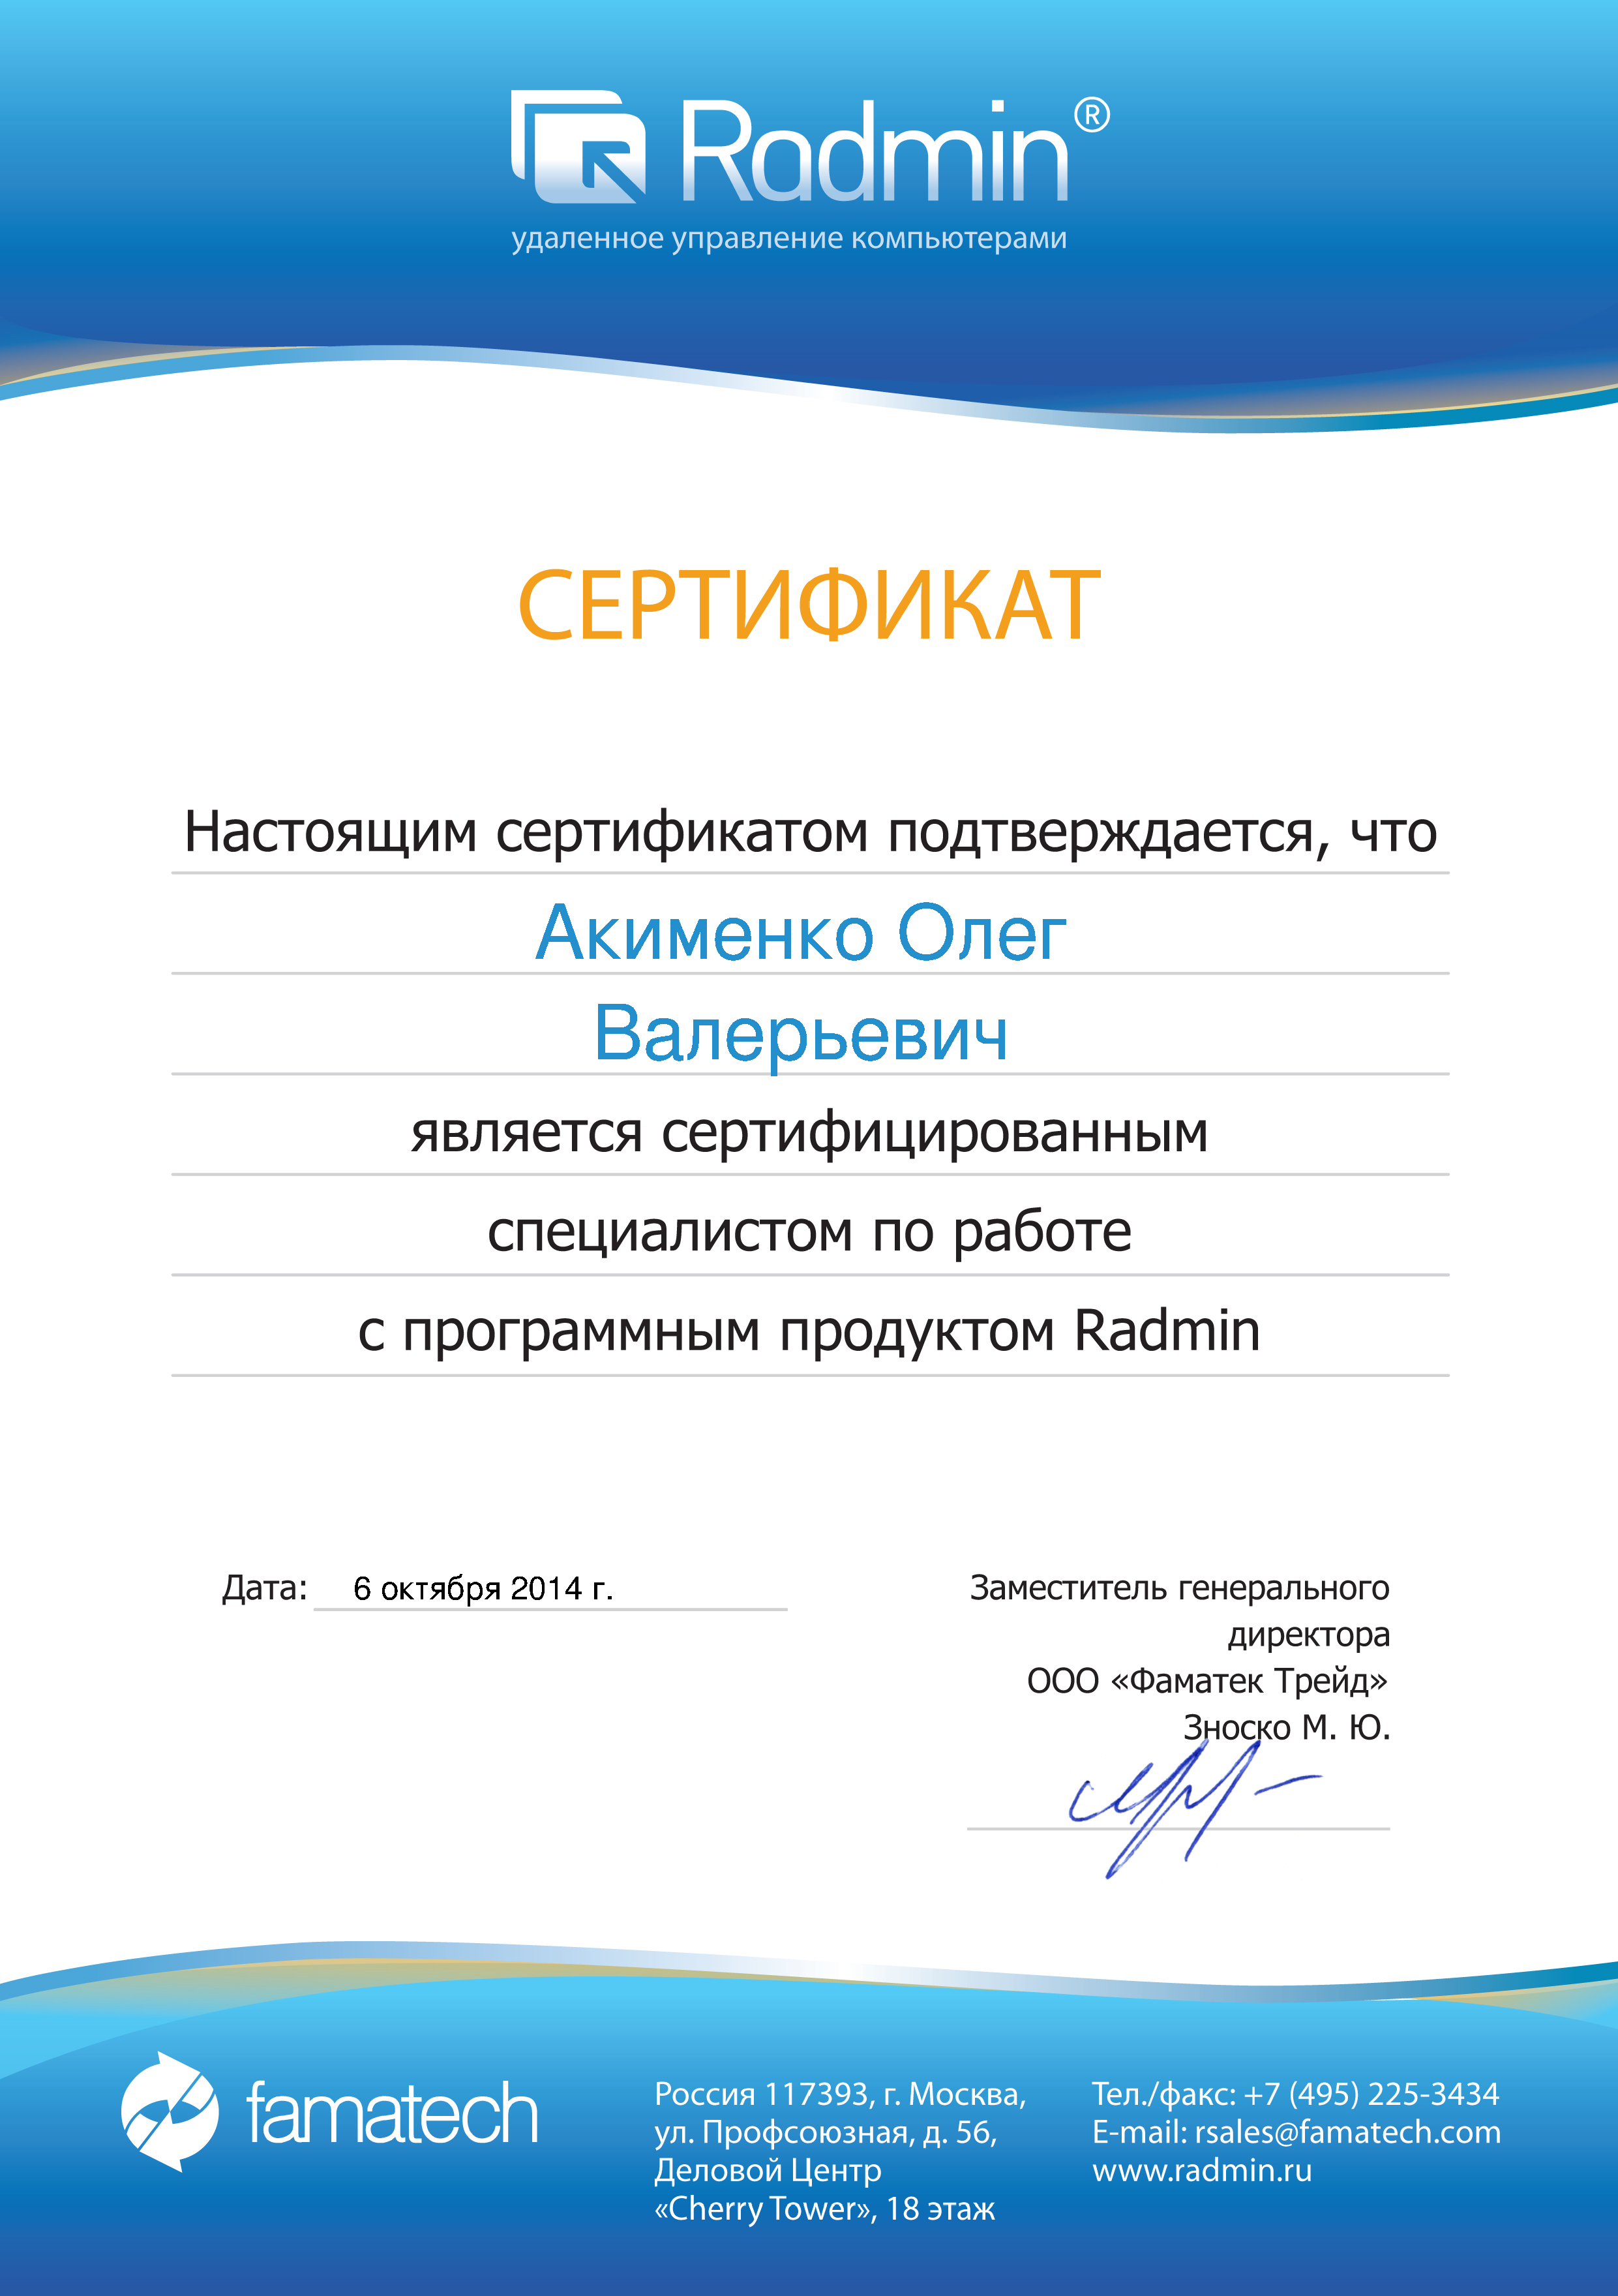 Radmin®
удаленное управление компьютерами
СЕРТИФИКАТ
Настоящим сертификатом подтверждается, что
Акименко Олег
Валерьевич
является сертифицированным
специалистом по работе
с программным продуктом Radmin
Дата: 6 октября 2014 г.
Заместитель генерального
директора
ООО «Фаматек Трейд»
Зноско М. Ю.
famatech
Россия 117393, г. Москва,
ул. Профсоюзная, д. 56,
Деловой Центр
«Cherry Tower», 18 этаж
Тел./факс: +7 (495) 225-3434
E-mail: rsales@famatech.com
www.radmin.ru